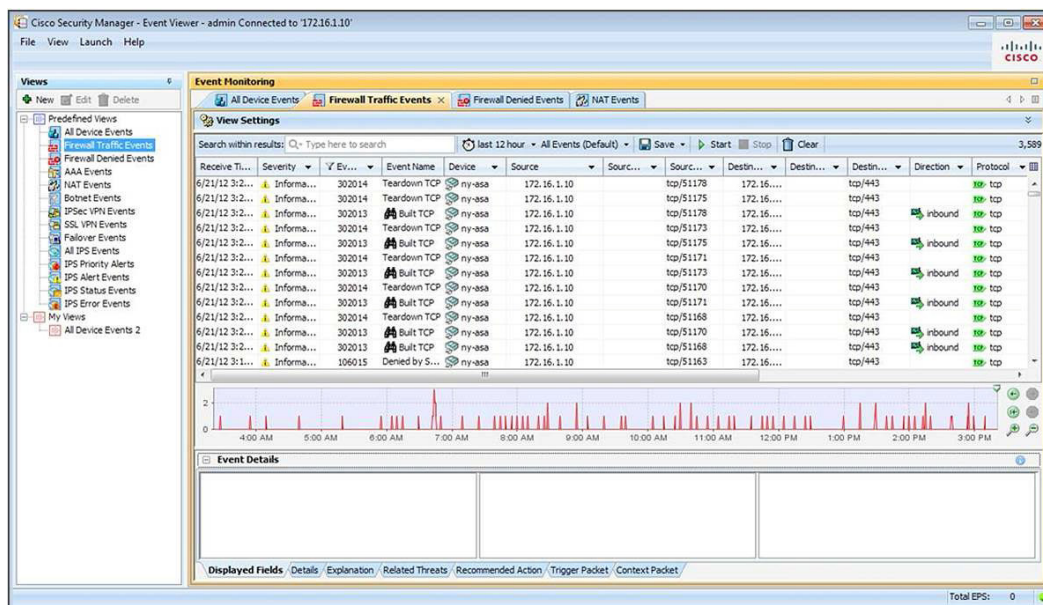 Cisco Security Manager - Event Viewer - admin Connected to '172.16.1.10'
File View Launch Help
CISCO
Views
New Edit Delete
Predefined Views
All Device Events
Firewall Traffic Events
Firewall Denied Events
AAA Events
NAT Events
Botnet Events
IPSec VPN Events
SSL VPN Events
Failover Events
All IPS Events
IPS Priority Alerts
IPS Alert Events
IPS Status Events
IPS Error Events
My Views
All Device Events 2
Event Monitoring
All Device Events Firewall Traffic Events Firewall Denied Events NAT Events
View Settings
Search within results: Type here to search last 12 hour All Events (Default) Save Start Stop Clear 3,589
Receive Ti... Severity Ev... Event Name Device Source Sourc... Sourc... Destin... Destin... Destin... Direction Protocol
6/21/12 3:2... Informa... 302014 Teardown TCP ny-asa 172.16.1.10 tcp/51178 172.16.... tcp/443 tcp
6/21/12 3:2... Informa... 302014 Teardown TCP ny-asa 172.16.1.10 tcp/51175 172.16.... tcp/443 tcp
6/21/12 3:2... Informa... 302013 Built TCP ny-asa 172.16.1.10 tcp/51178 172.16.... tcp/443 inbound tcp
6/21/12 3:2... Informa... 302014 Teardown TCP ny-asa 172.16.1.10 tcp/51173 172.16.... tcp/443 tcp
6/21/12 3:2... Informa... 302013 Built TCP ny-asa 172.16.1.10 tcp/51175 172.16.... tcp/443 inbound tcp
6/21/12 3:2... Informa... 302014 Teardown TCP ny-asa 172.16.1.10 tcp/51171 172.16.... tcp/443 tcp
6/21/12 3:2... Informa... 302013 Built TCP ny-asa 172.16.1.10 tcp/51173 172.16.... tcp/443 inbound tcp
6/21/12 3:2... Informa... 302014 Teardown TCP ny-asa 172.16.1.10 tcp/51170 172.16.... tcp/443 tcp
6/21/12 3:2... Informa... 302013 Built TCP ny-asa 172.16.1.10 tcp/51171 172.16.... tcp/443 inbound tcp
6/21/12 3:2... Informa... 302014 Teardown TCP ny-asa 172.16.1.10 tcp/51168 172.16.... tcp/443 tcp
6/21/12 3:2... Informa... 302013 Built TCP ny-asa 172.16.1.10 tcp/51170 172.16.... tcp/443 inbound tcp
6/21/12 3:2... Informa... 302013 Built TCP ny-asa 172.16.1.10 tcp/51168 172.16.... tcp/443 inbound tcp
6/21/12 3:1... Informa... 106015 Denied by S... ny-asa 172.16.1.10 tcp/51163 172.16.... tcp/443 tcp
2
0
4:00 AM 5:00 AM 6:00 AM 7:00 AM 8:00 AM 9:00 AM 10:00 AM 11:00 AM 12:00 PM 1:00 PM 2:00 PM 3:00 PM
Event Details
Displayed Fields Details Explanation Related Threats Recommended Action Trigger Packet Context Packet
Total EPS: 0